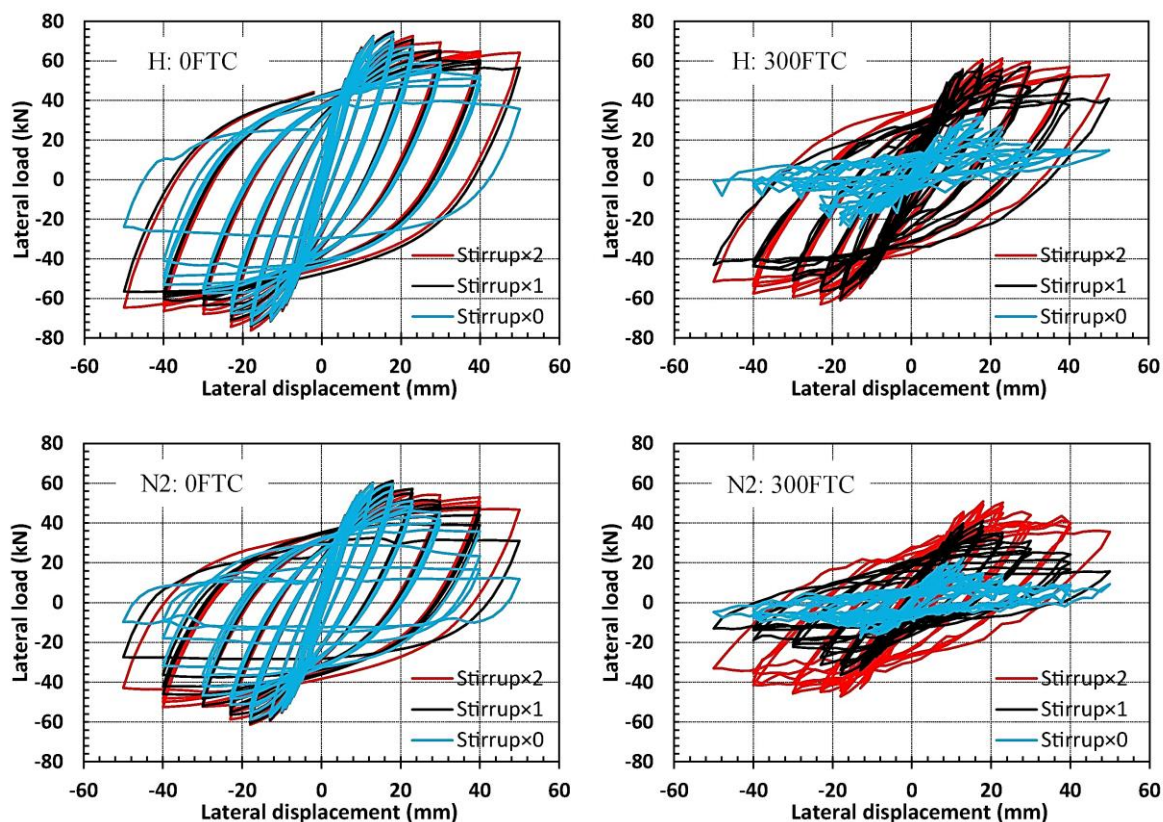 80
60
40
20
0
-20
-40
-60
-80
Lateral load (kN)
H: 0FTC
Stirrup×2
Stirrup×1
Stirrup×0
-60 -40 -20 0 20 40 60
Lateral displacement (mm)
80
60
40
20
0
-20
-40
-60
-80
Lateral load (kN)
H: 300FTC
Stirrup×2
Stirrup×1
Stirrup×0
-60 -40 -20 0 20 40 60
Lateral displacement (mm)
80
60
40
20
0
-20
-40
-60
-80
Lateral load (kN)
N2: 0FTC
Stirrup×2
Stirrup×1
Stirrup×0
-60 -40 -20 0 20 40 60
Lateral displacement (mm)
80
60
40
20
0
-20
-40
-60
-80
Lateral load (kN)
N2: 300FTC
Stirrup×2
Stirrup×1
Stirrup×0
-60 -40 -20 0 20 40 60
Lateral displacement (mm)